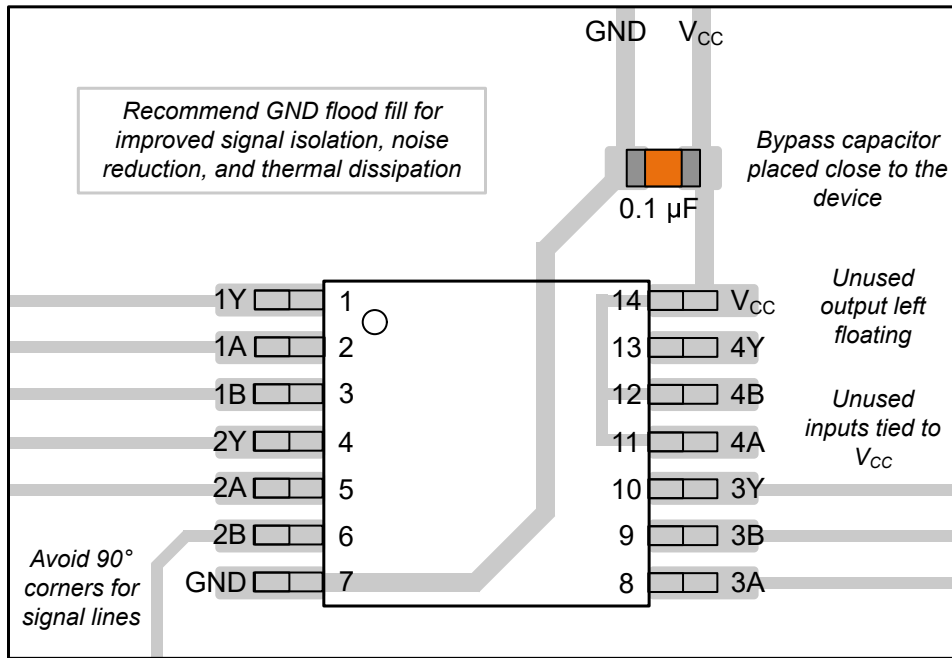 GND V_CC
Recommend GND flood fill for
improved signal isolation, noise
reduction, and thermal dissipation
Bypass capacitor
placed close to the
device
0.1 μF
1Y 1 14 V_CC
1A 2 13 4Y
1B 3 12 4B
2Y 4 11 4A
2A 5 10 3Y
2B 6 9 3B
GND 7 8 3A
Unused
output left
floating
Unused
inputs tied to
V_CC
Avoid 90°
corners for
signal lines